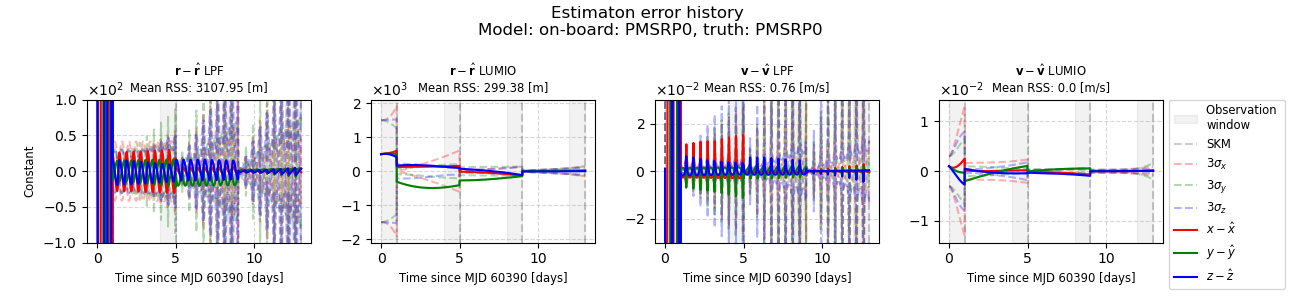 Estimaton error history
Model: on-board: PMSRP0, truth: PMSRP0
r − r̂ LPF
×10² Mean RSS: 3107.95 [m]
1.0
0.5
0.0
−0.5
−1.0
Constant
0 5 10
Time since MJD 60390 [days]
r − r̂ LUMIO
×10³ Mean RSS: 299.38 [m]
2
1
0
−1
−2
0 5 10
Time since MJD 60390 [days]
v − v̂ LPF
×10⁻² Mean RSS: 0.76 [m/s]
2
0
−2
0 5 10
Time since MJD 60390 [days]
v − v̂ LUMIO
×10⁻² Mean RSS: 0.0 [m/s]
1
0
−1
0 5 10
Time since MJD 60390 [days]
Observation
window
SKM
3σₓ
3σ_y
3σ_z
x − x̂
y − ŷ
z − ẑ